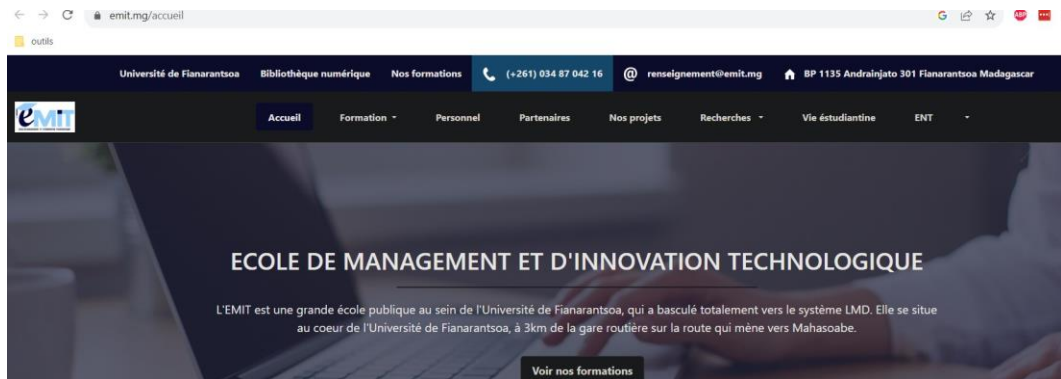 emit.mg/accueil
outils
Université de Fianarantsoa Bibliothèque numérique Nos formations (+261) 034 87 042 16 @ renseignement@emit.mg BP 1135 Andrainjato 301 Fianarantsoa Madagascar
eMiT Accueil Formation Personnel Partenaires Nos projets Recherches Vie éstudiantine ENT
ECOLE DE MANAGEMENT ET D'INNOVATION TECHNOLOGIQUE
L'EMIT est une grande école publique au sein de l'Université de Fianarantsoa, qui a basculé totalement vers le système LMD. Elle se situe
au coeur de l'Université de Fianarantsoa, à 3km de la gare routière sur la route qui mène vers Mahasoabe.
Voir nos formations